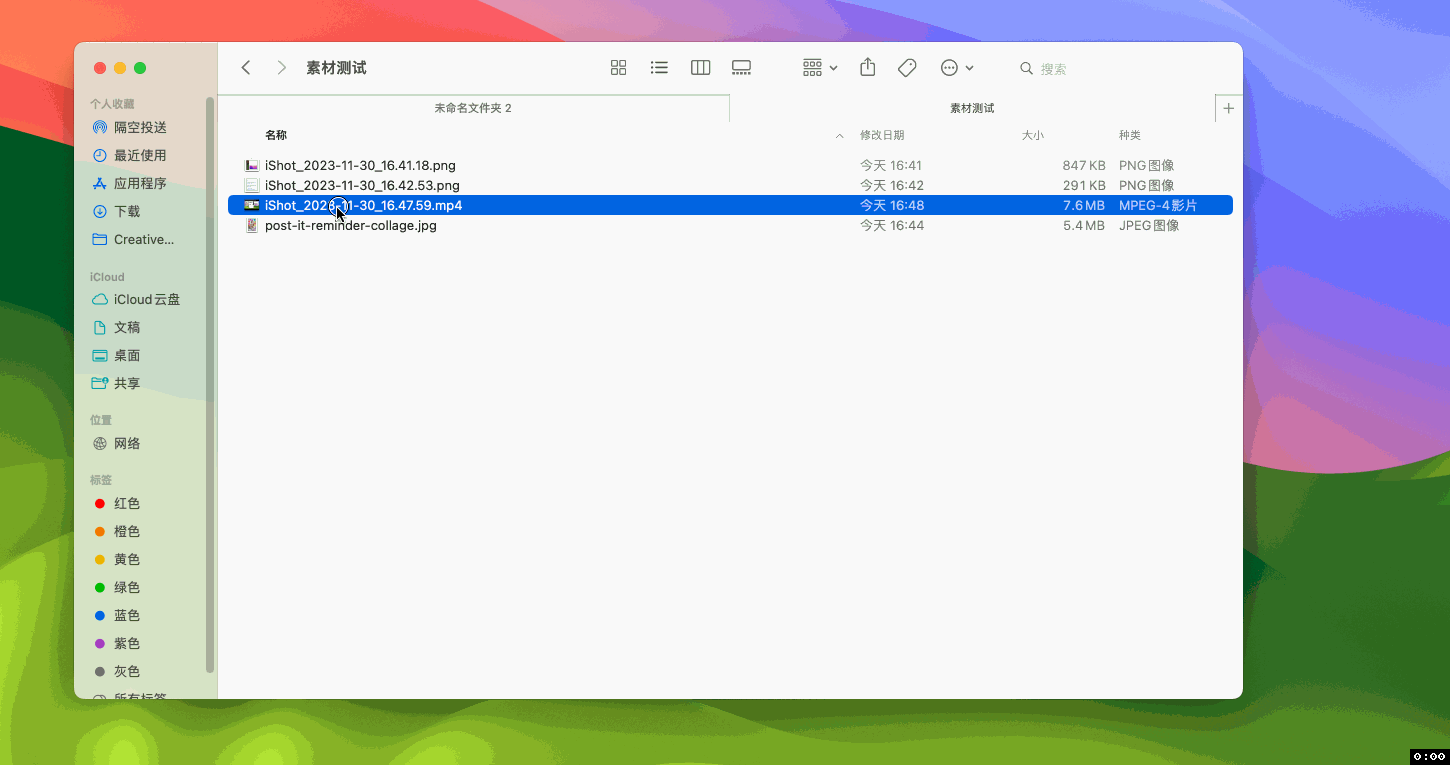 素材测试
搜索
个人收藏
隔空投送
最近使用
应用程序
下载
Creative...
iCloud
iCloud云盘
文稿
桌面
共享
位置
网络
标签
红色
橙色
黄色
绿色
蓝色
紫色
灰色
所有标签
未命名文件夹 2
素材测试
名称 修改日期 大小 种类
iShot_2023-11-30_16.41.18.png 今天 16:41 847 KB PNG图像
iShot_2023-11-30_16.42.53.png 今天 16:42 291 KB PNG图像
iShot_2023-11-30_16.47.59.mp4 今天 16:48 7.6 MB MPEG-4影片
post-it-reminder-collage.jpg 今天 16:44 5.4 MB JPEG图像
0:00